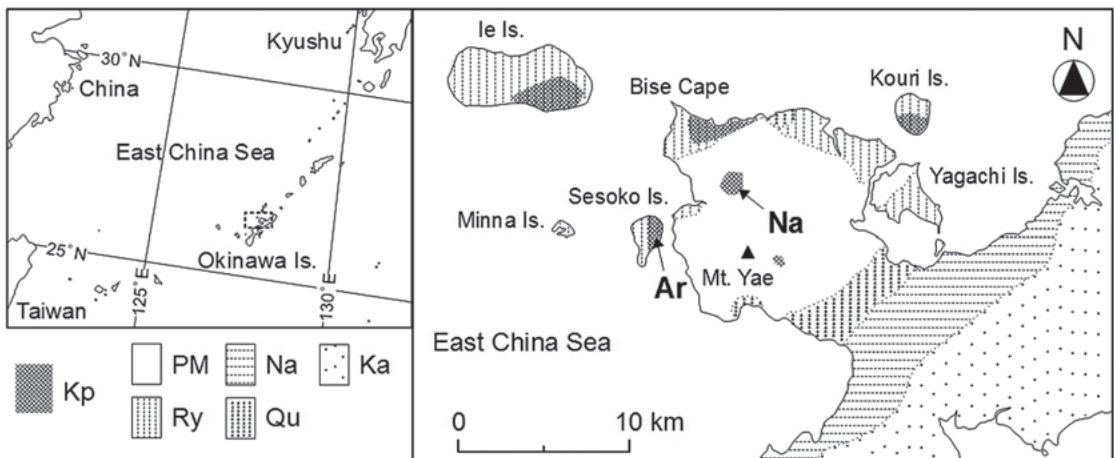 Kyushu
30°N
China
East China Sea
25°N
Okinawa Is.
Taiwan
125°E
130°E
Kp
PM
Na
Ka
Ry
Qu
Ie Is.
Bise Cape
Kouri Is.
N
Sesoko Is.
Yagachi Is.
Minna Is.
Na
Ar
Mt. Yae
East China Sea
0 10 km